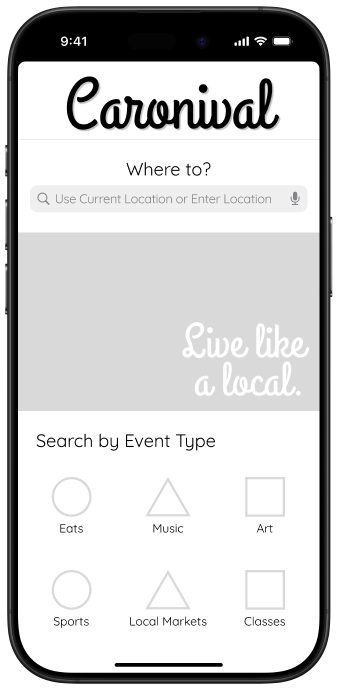 9:41
Caronival
Where to?
Use Current Location or Enter Location
Live like
a local.
Search by Event Type
Eats Music Art
Sports Local Markets Classes